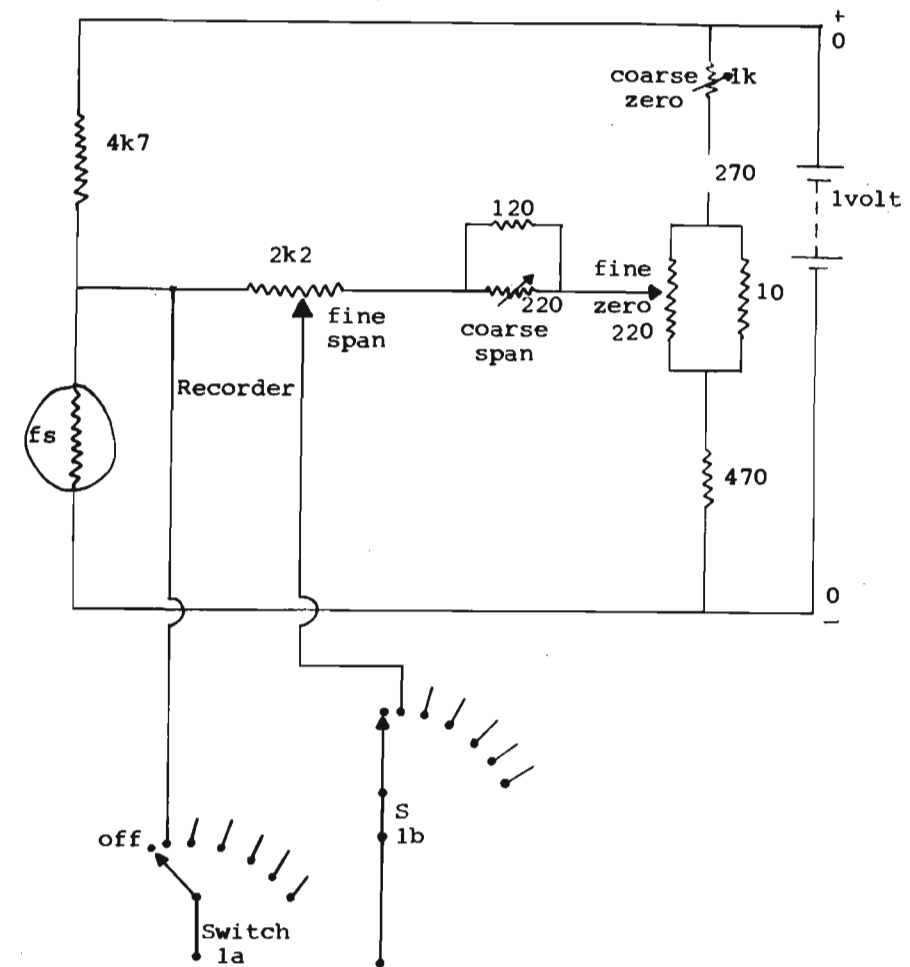 +
0
coarse 1k
zero
4k7
270
1volt
120
2k2
fine
zero
220
10
220
coarse
span
fine
span
Recorder
fs
470
0
−
S
1b
off
Switch
1a